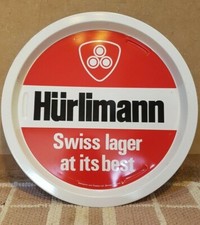 Hürlimann
Swiss lager
at its best